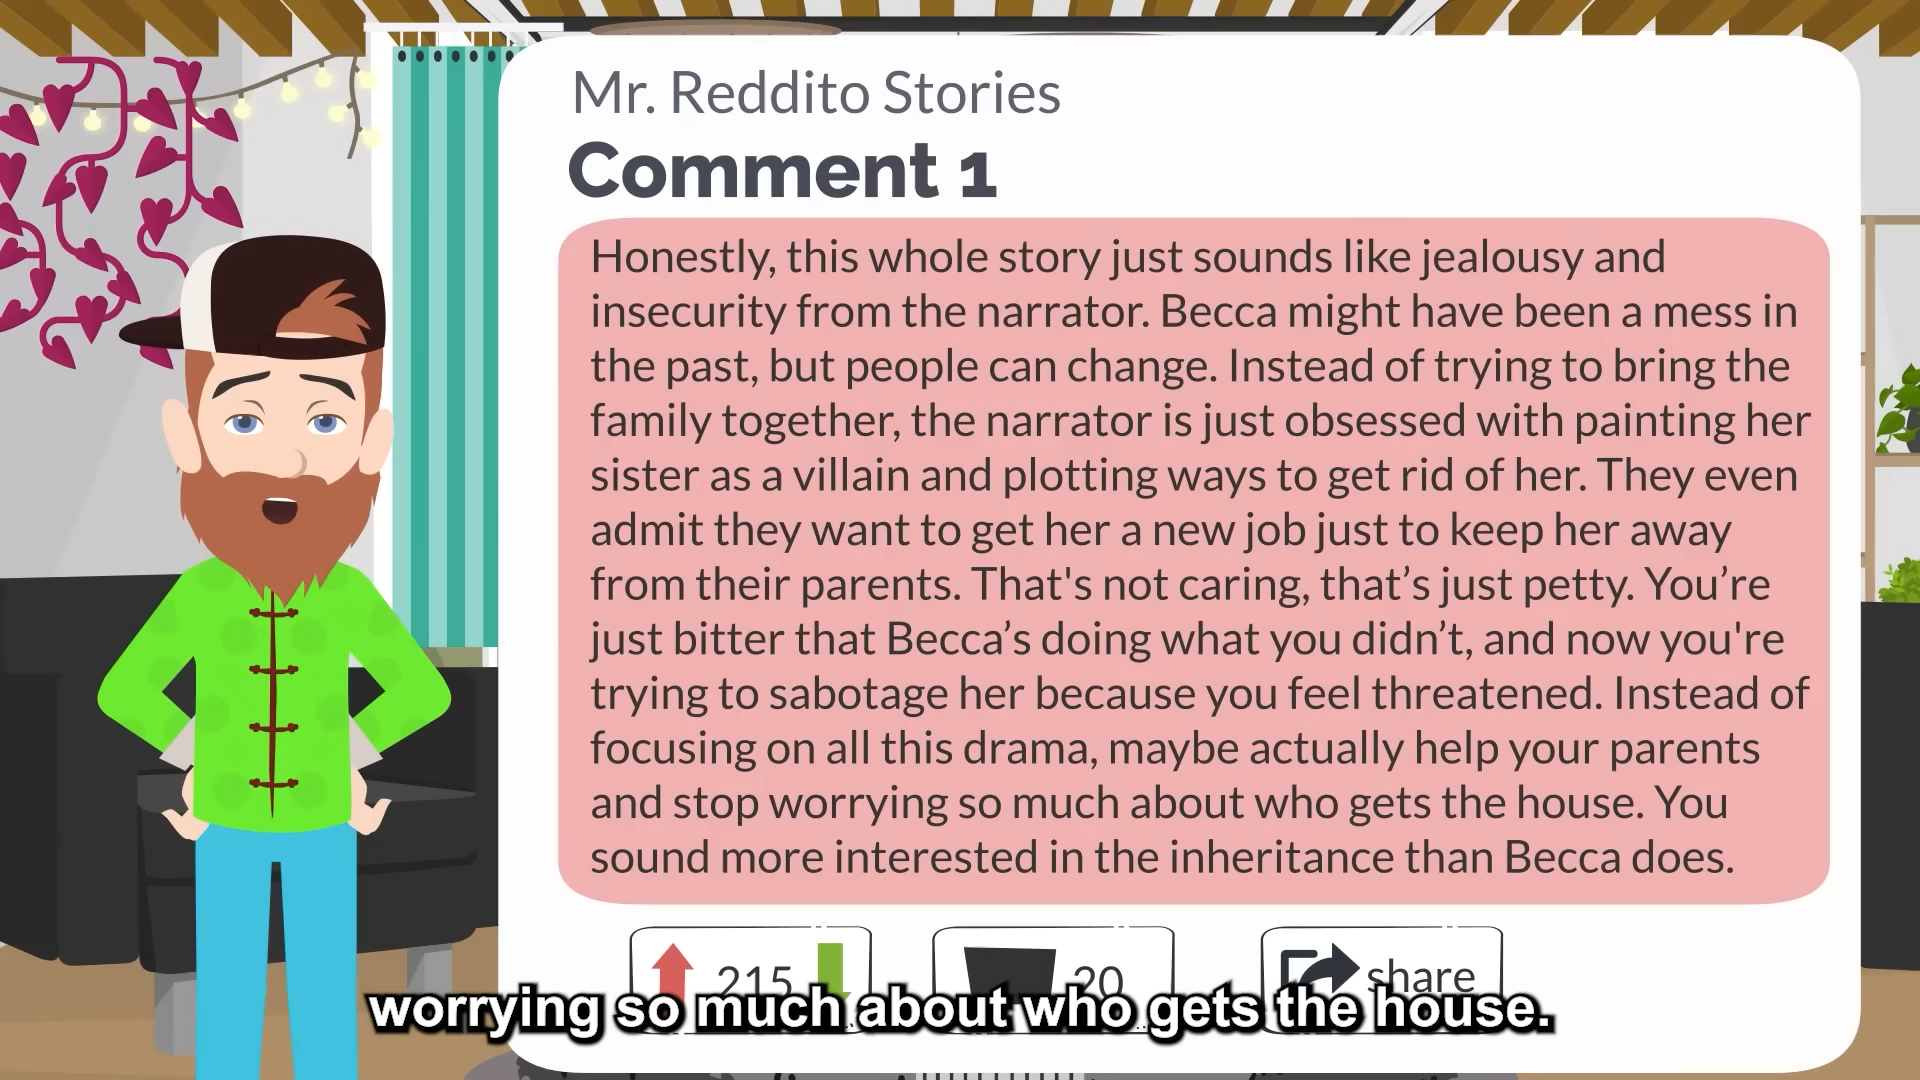 Mr. Reddito Stories
Comment 1
Honestly, this whole story just sounds like jealousy and
insecurity from the narrator. Becca might have been a mess in
the past, but people can change. Instead of trying to bring the
family together, the narrator is just obsessed with painting her
sister as a villain and plotting ways to get rid of her. They even
admit they want to get her a new job just to keep her away
from their parents. That's not caring, that’s just petty. You’re
just bitter that Becca’s doing what you didn’t, and now you're
trying to sabotage her because you feel threatened. Instead of
focusing on all this drama, maybe actually help your parents
and stop worrying so much about who gets the house. You
sound more interested in the inheritance than Becca does.
215 20 share
worrying so much about who gets the house.